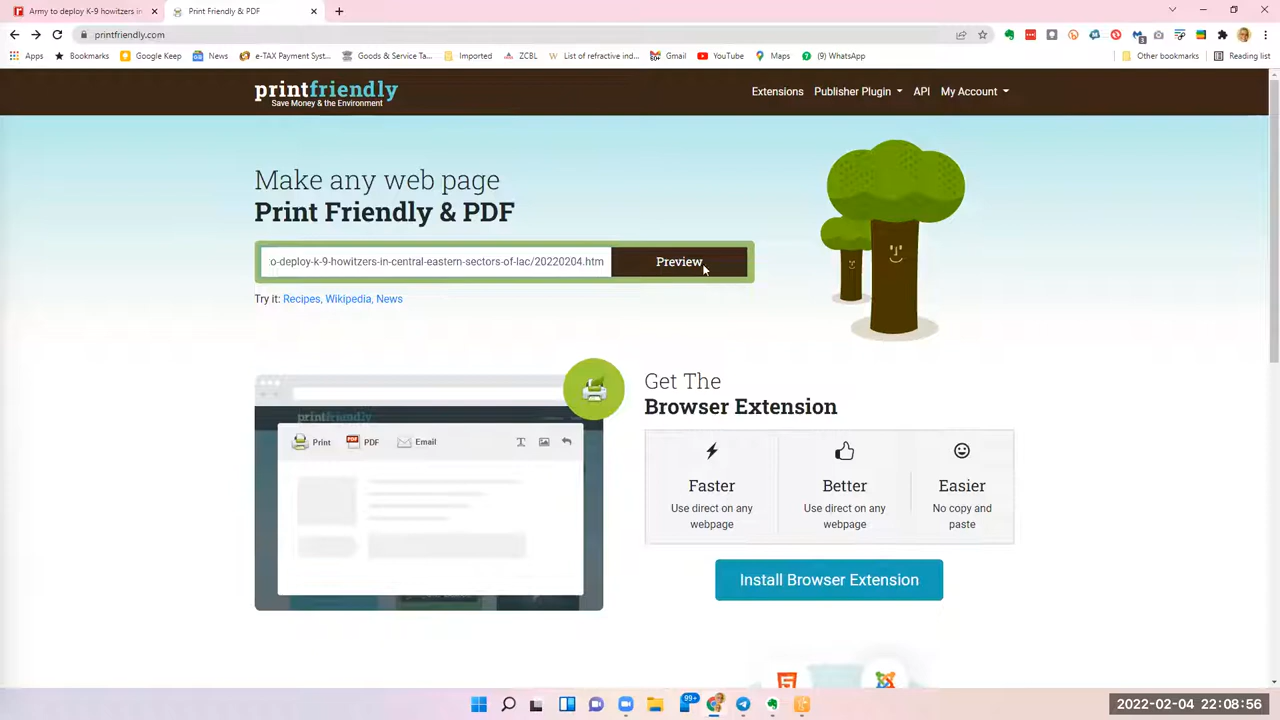 Army to deploy K-9 howitzers in
Print Friendly & PDF
printfriendly.com
Apps
Bookmarks
Google Keep
News
e-TAX Payment Syst...
Goods & Service Ta...
Imported
ZCBL
List of refractive ind...
Gmail
YouTube
Maps
(9) WhatsApp
Other bookmarks
Reading list
printfriendly
Save Money & the Environment
Extensions
Publisher Plugin
API
My Account
Make any web page
Print Friendly & PDF
o-deploy-k-9-howitzers-in-central-eastern-sectors-of-lac/20220204.htm
Preview
Try it: Recipes, Wikipedia, News
Get The
Browser Extension
printfriendly
Print
PDF
Email
Faster
Better
Easier
Use direct on any
webpage
Use direct on any
webpage
No copy and
paste
Install Browser Extension
99+
2022-02-04 22:08:56